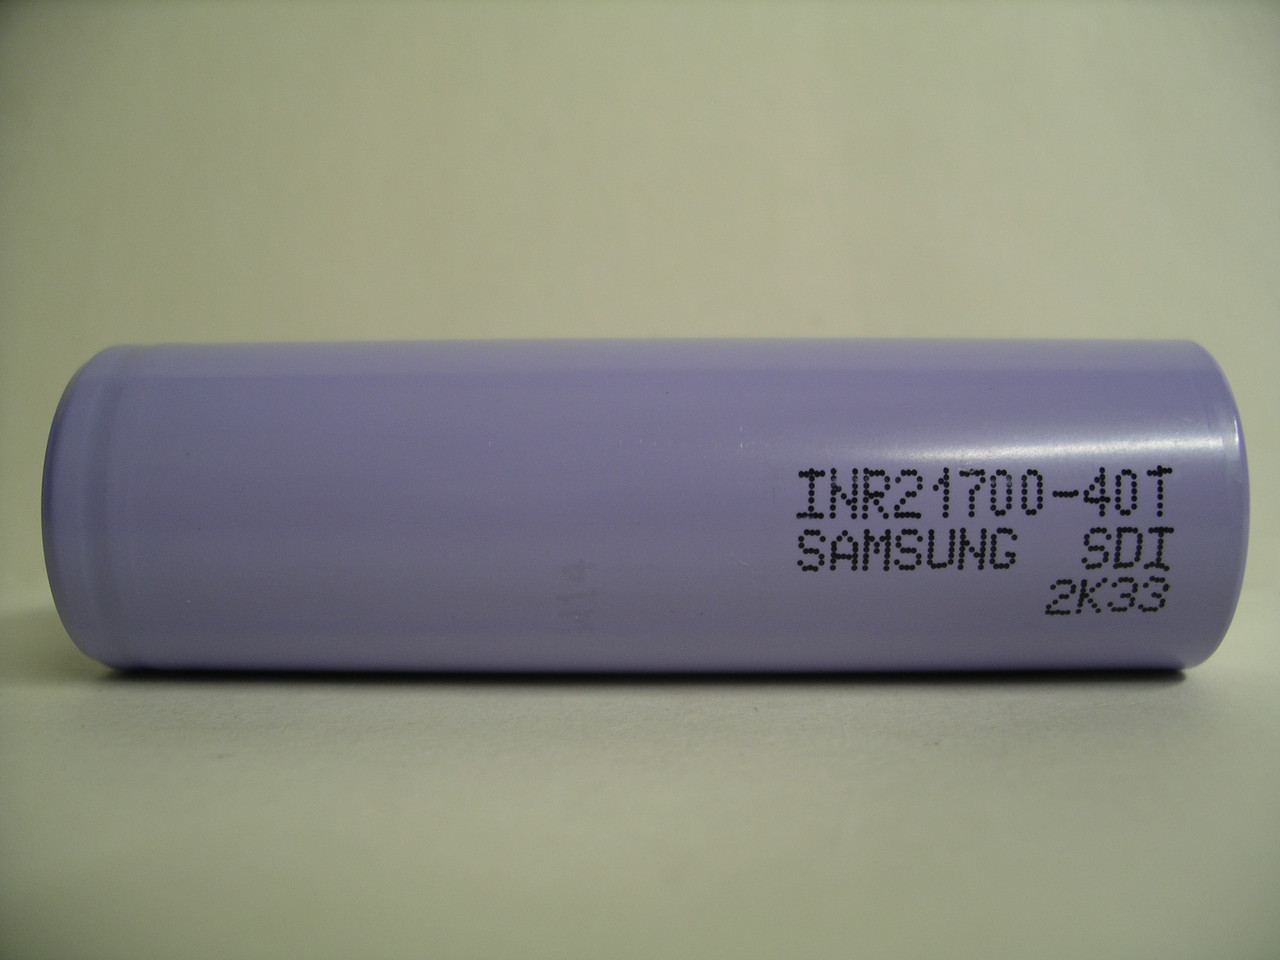 INR21700-40T
SAMSUNG SDI
2K33